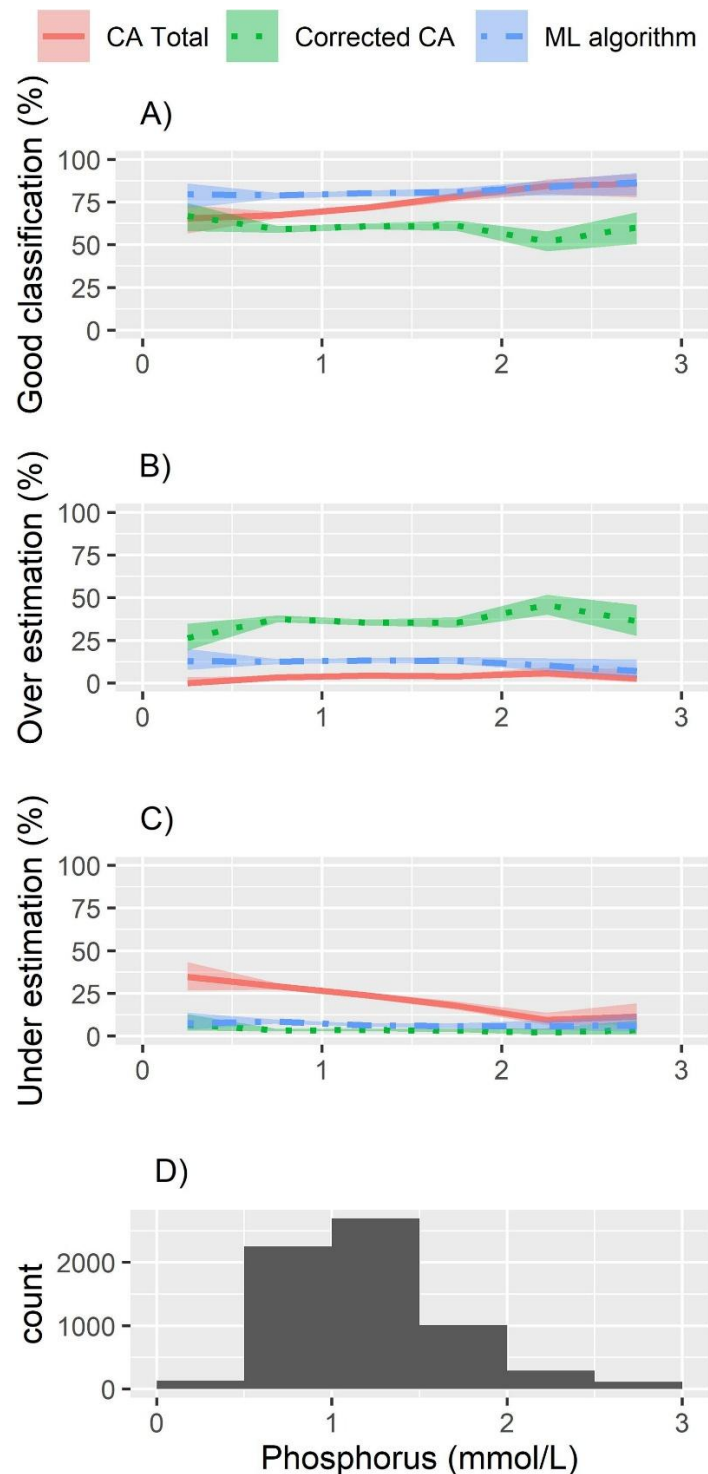 CA Total Corrected CA ML algorithm
A)
Good classification (%)
100
75
50
25
0
0 1 2 3
B)
Over estimation (%)
100
75
50
25
0
0 1 2 3
C)
Under estimation (%)
100
75
50
25
0
0 1 2 3
D)
count
2000
1000
0
0 1 2 3
Phosphorus (mmol/L)